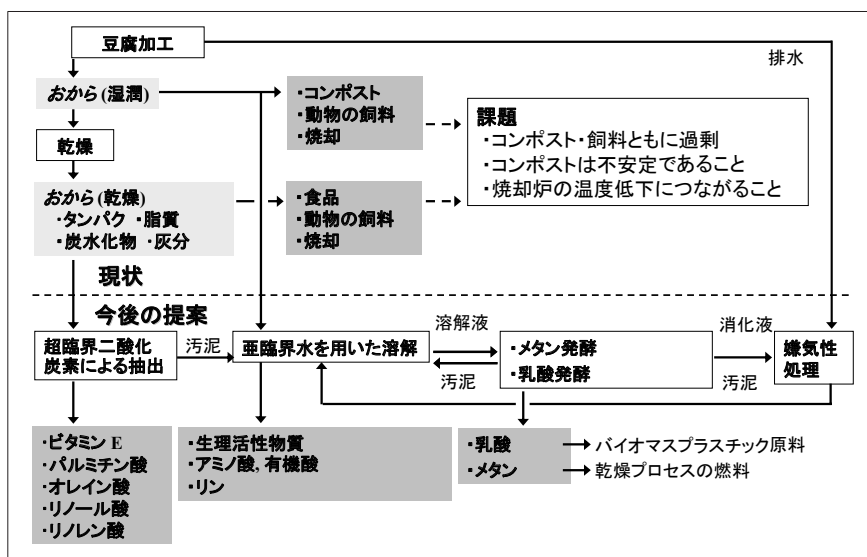 豆腐加工
排水
おから(湿潤)
・コンポスト
・動物の飼料
・焼却
課題
・コンポスト・飼料ともに過剰
・コンポストは不安定であること
・焼却炉の温度低下につながること
乾燥
おから(乾燥)
・タンパク ・脂質
・炭水化物 ・灰分
・食品
・動物の飼料
・焼却
現状
今後の提案
超臨界二酸化
炭素による抽出
汚泥
亜臨界水を用いた溶解
溶解液
汚泥
・メタン発酵
・乳酸発酵
消化液
汚泥
嫌気性
処理
・ビタミン E
・パルミチン酸
・オレイン酸
・リノール酸
・リノレン酸
・生理活性物質
・アミノ酸, 有機酸
・リン
・乳酸
バイオマスプラスチック原料
・メタン
乾燥プロセスの燃料